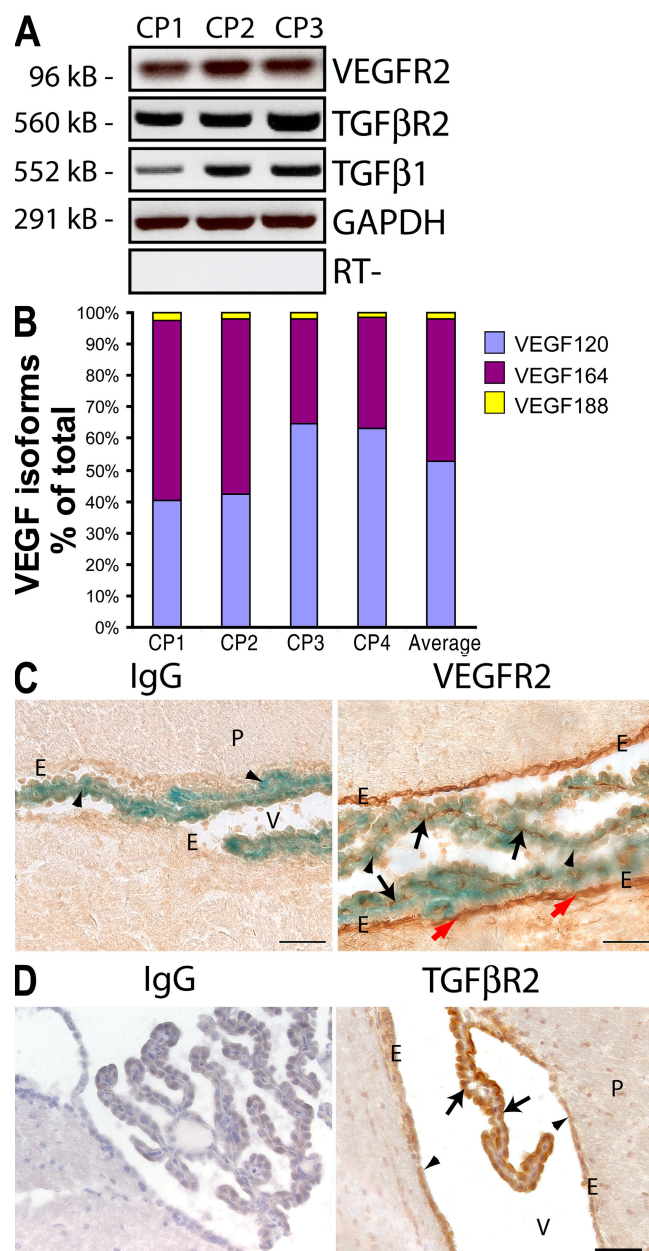 A
CP1 CP2 CP3
96 kB - VEGFR2
560 kB - TGFβR2
552 kB - TGFβ1
291 kB - GAPDH
RT-
B
VEGF isoforms
% of total
100%
90%
80%
70%
60%
50%
40%
30%
20%
10%
0%
CP1 CP2 CP3 CP4 Average
VEGF120
VEGF164
VEGF188
C
IgG VEGFR2
P
E
V
E
E
E
E
E
D
IgG TGFβR2
E
P
E
V